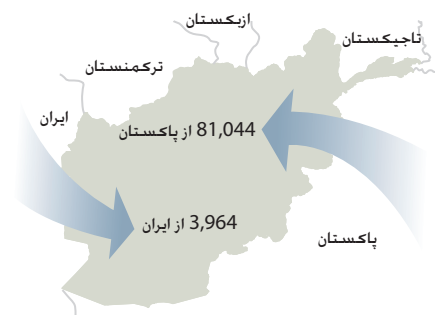 ازبکستان
تاجیکستان
ترکمنستان
ایران
81,044 از پاکستان
3,964 از ایران
پاکستان